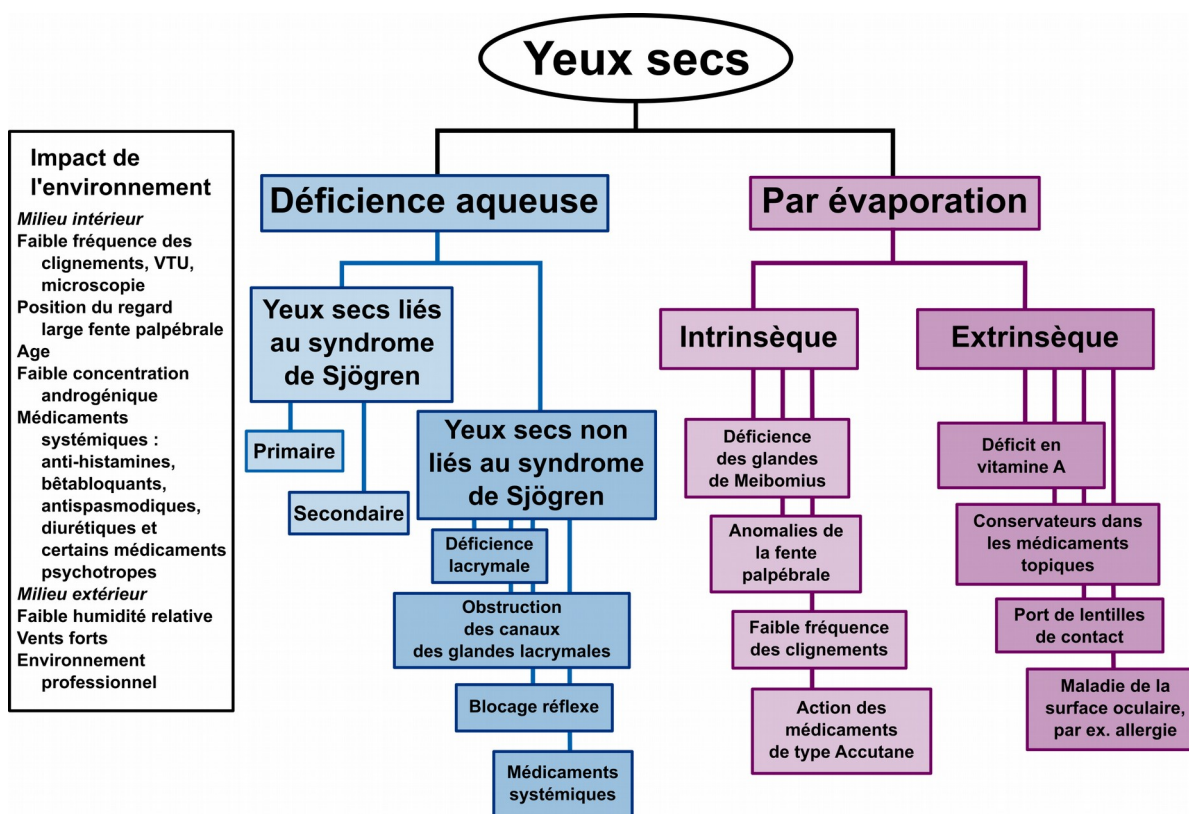 Yeux secs
Impact de
l'environnement
Milieu intérieur
Faible fréquence des
clignements, VTU,
microscopie
Position du regard
large fente palpébrale
Age
Faible concentration
androgénique
Médicaments
systémiques :
anti-histamines,
bêtabloquants,
antispasmodiques,
diurétiques et
certains médicaments
psychotropes
Milieu extérieur
Faible humidité relative
Vents forts
Environnement
professionnel
Déficience aqueuse
Yeux secs liés
au syndrome
de Sjögren
Primaire
Secondaire
Yeux secs non
liés au syndrome
de Sjögren
Déficience
lacrymale
Obstruction
des canaux
des glandes lacrymales
Blocage réflexe
Médicaments
systémiques
Par évaporation
Intrinsèque
Déficience
des glandes
de Meibomius
Anomalies de
la fente
palpébrale
Faible fréquence
des clignements
Action des
médicaments
de type Accutane
Extrinsèque
Déficit en
vitamine A
Conservateurs dans
les médicaments
topiques
Port de lentilles
de contact
Maladie de la
surface oculaire,
par ex. allergie